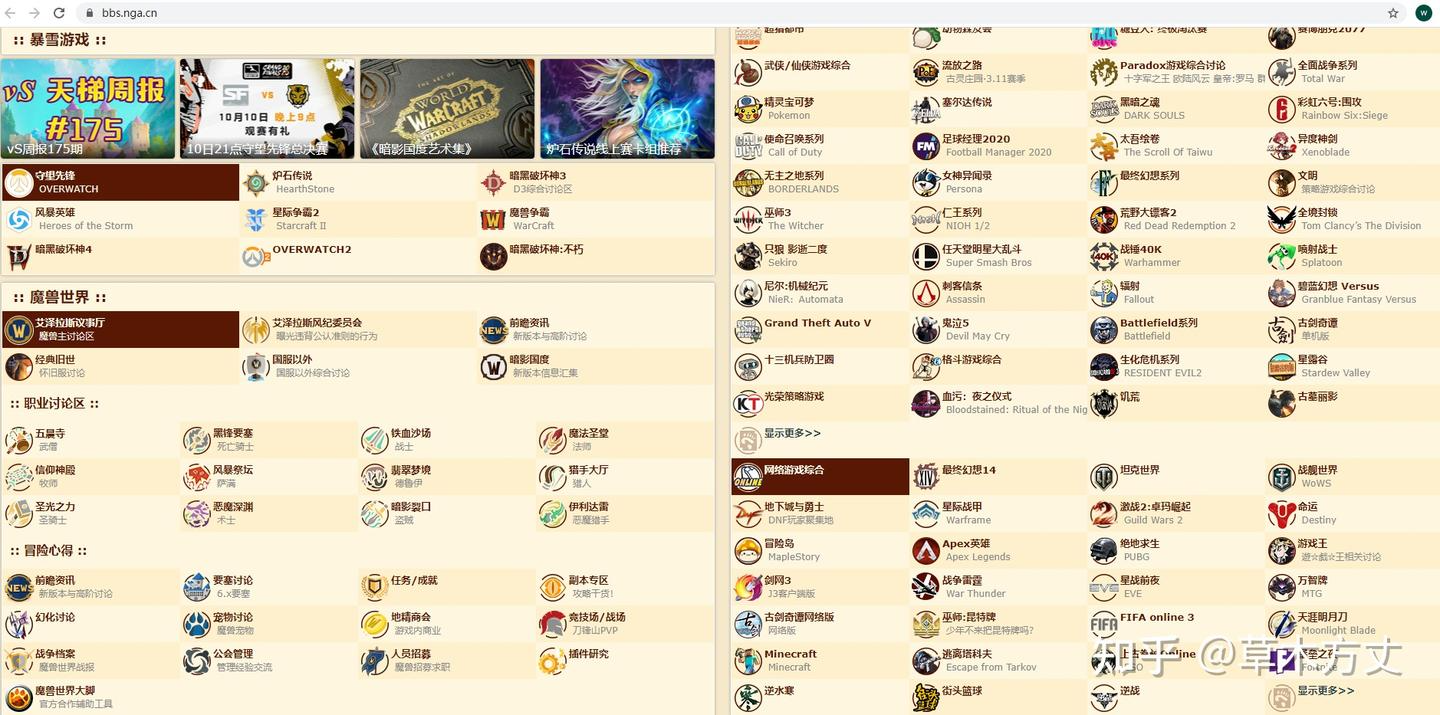 bbs.nga.cn
:: 暴雪游戏 ::
vS 天梯周报
#175
vS周报175期
SF VS
10月10日 晚上9点
观赛有礼
10日21点守望先锋总决赛
THE ART OF
WORLD
WARCRAFT
SHADOWLANDS
《暗影国度艺术集》
炉石传说线上赛卡组推荐
守望先锋
OVERWATCH
炉石传说
HearthStone
暗黑破坏神3
D3综合讨论区
风暴英雄
Heroes of the Storm
星际争霸2
Starcraft II
魔兽争霸
WarCraft
暗黑破坏神4
OVERWATCH2
暗黑破坏神:不朽
:: 魔兽世界 ::
艾泽拉斯议事厅
魔兽主讨论区
艾泽拉斯风纪委员会
曝光违背公认准则的行为
前瞻资讯
新版本与高阶讨论
经典旧世
怀旧服讨论
国服以外
国服以外综合讨论
暗影国度
新版本信息汇集
:: 职业讨论区 ::
五晨寺
武僧
黑锋要塞
死亡骑士
铁血沙场
战士
魔法圣堂
法师
信仰神殿
牧师
风暴祭坛
萨满
翡翠梦境
德鲁伊
猎手大厅
猎人
圣光之力
圣骑士
恶魔深渊
术士
暗影裂口
盗贼
伊利达雷
恶魔猎手
:: 冒险心得 ::
前瞻资讯
新版本与高阶讨论
要塞讨论
6.x要塞
任务/成就
副本专区
攻略干货!
幻化讨论
宠物讨论
魔兽宠物
地精商会
游戏内商业
竞技场/战场
刀锋山PVP
战争档案
魔兽世界战报
公会管理
管理经验交流
人员招募
魔兽招募求职
插件研究
魔兽世界大脚
官方合作辅助工具
超猎都市
动物森友会
糖豆人：终极淘汰赛
赛博朋克2077
武侠/仙侠游戏综合
流放之路
古灵庄园·3.11赛季
Paradox游戏综合讨论
十字军之王 欧陆风云 皇帝:罗马 群
全面战争系列
Total War
精灵宝可梦
Pokemon
塞尔达传说
黑暗之魂
DARK SOULS
彩虹六号:围攻
Rainbow Six:Siege
使命召唤系列
Call of Duty
足球经理2020
Football Manager 2020
太吾绘卷
The Scroll Of Taiwu
异度神剑
Xenoblade
无主之地系列
BORDERLANDS
女神异闻录
Persona
最终幻想系列
文明
策略游戏综合讨论
巫师3
The Witcher
仁王系列
NIOH 1/2
荒野大镖客2
Red Dead Redemption 2
全境封锁
Tom Clancy's The Division
只狼 影逝二度
Sekiro
任天堂明星大乱斗
Super Smash Bros
战锤40K
Warhammer
喷射战士
Splatoon
尼尔:机械纪元
NieR: Automata
刺客信条
Assassin
辐射
Fallout
碧蓝幻想 Versus
Granblue Fantasy Versus
Grand Theft Auto V
鬼泣5
Devil May Cry
Battlefield系列
Battlefield
古剑奇谭
单机版
十三机兵防卫圈
格斗游戏综合
生化危机系列
RESIDENT EVIL2
星露谷
Stardew Valley
光荣策略游戏
血污：夜之仪式
Bloodstained: Ritual of the Nig
饥荒
古墓丽影
显示更多>>
网络游戏综合
最终幻想14
坦克世界
战舰世界
WoWS
地下城与勇士
DNF玩家聚集地
星际战甲
Warframe
激战2:卓玛崛起
Guild Wars 2
命运
Destiny
冒险岛
MapleStory
Apex英雄
Apex Legends
绝地求生
PUBG
游戏王
遊☆戲☆王相关讨论
剑网3
J3客户端版
战争雷霆
War Thunder
星战前夜
EVE
万智牌
MTG
古剑奇谭网络版
网络版
巫师:昆特牌
少年不来把昆特牌吗?
FIFA online 3
天涯明月刀
Moonlight Blade
Minecraft
Minecraft
逃离塔科夫
Escape from Tarkov
逆水寒
街头篮球
逆战
显示更多>>
知乎 @草木方丈